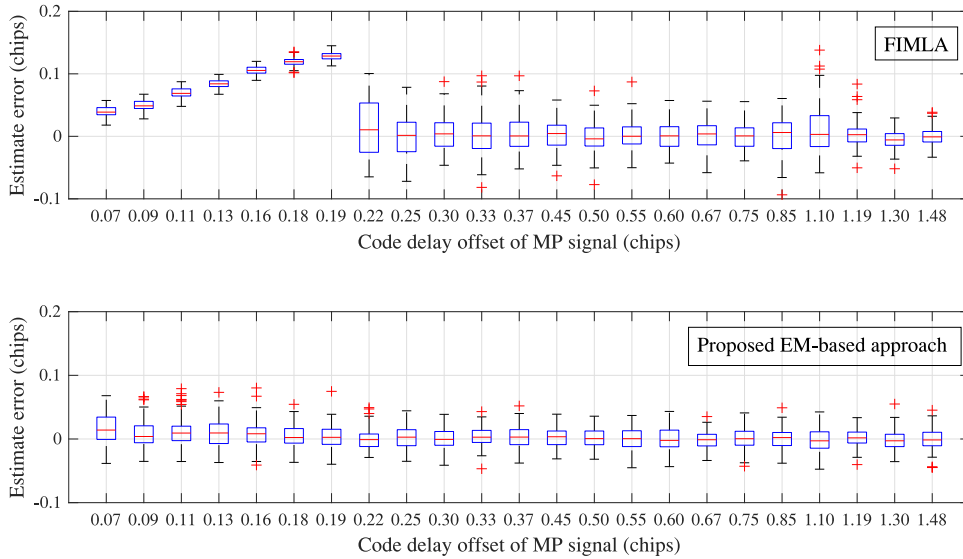 0.2
FIMLA
0.1
0
-0.1
Estimate error (chips)
0.07 0.09 0.11 0.13 0.16 0.18 0.19 0.22 0.25 0.30 0.33 0.37 0.45 0.50 0.55 0.60 0.67 0.75 0.85 1.10 1.19 1.30 1.48
Code delay offset of MP signal (chips)
0.2
Proposed EM-based approach
0.1
0
-0.1
Estimate error (chips)
0.07 0.09 0.11 0.13 0.16 0.18 0.19 0.22 0.25 0.30 0.33 0.37 0.45 0.50 0.55 0.60 0.67 0.75 0.85 1.10 1.19 1.30 1.48
Code delay offset of MP signal (chips)